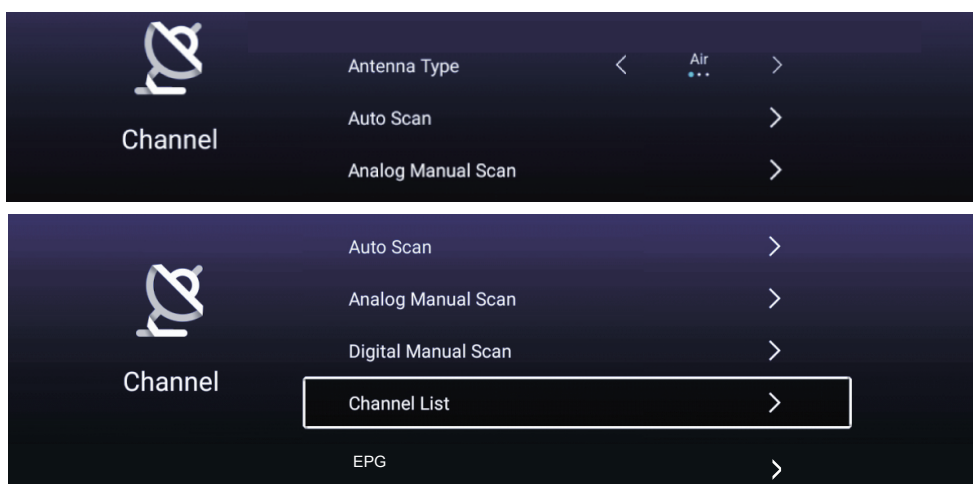 Antenna Type
Air
Auto Scan
Channel
Analog Manual Scan
Auto Scan
Analog Manual Scan
Digital Manual Scan
Channel
Channel List
EPG